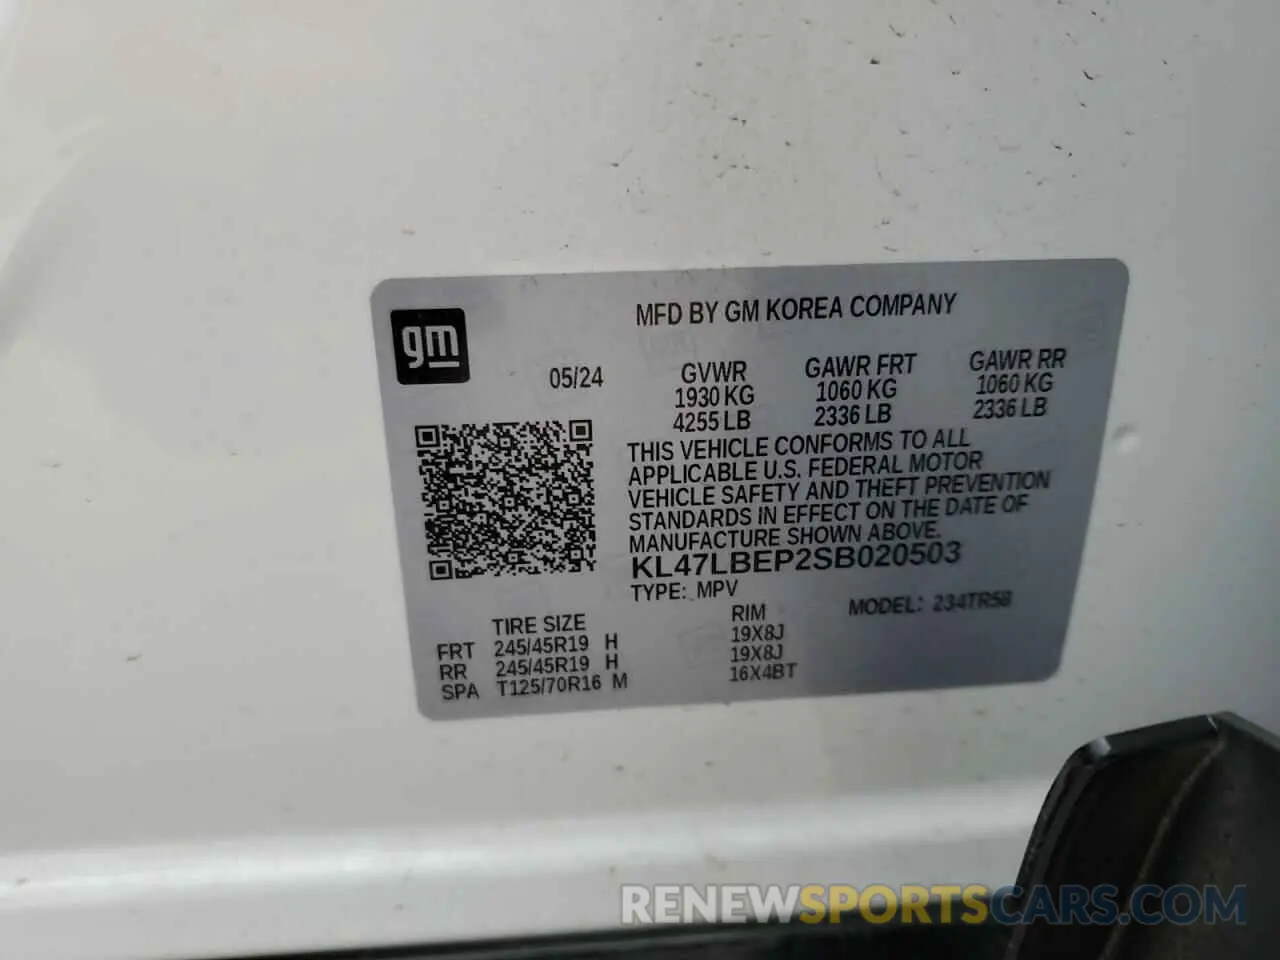 gm
MFD BY GM KOREA COMPANY
05/24
GVWR GAWR FRT GAWR RR
1930 KG 1060 KG 1060 KG
4255 LB 2336 LB 2336 LB
THIS VEHICLE CONFORMS TO ALL
APPLICABLE U.S. FEDERAL MOTOR
VEHICLE SAFETY AND THEFT PREVENTION
STANDARDS IN EFFECT ON THE DATE OF
MANUFACTURE SHOWN ABOVE.
KL47LBEP2SB020503
TYPE: MPV MODEL: 234TR58
TIRE SIZE RIM
FRT 245/45R19 H 19X8J
RR 245/45R19 H 19X8J
SPA T125/70R16 M 16X4BT
RENEWSPORTSCARS.COM